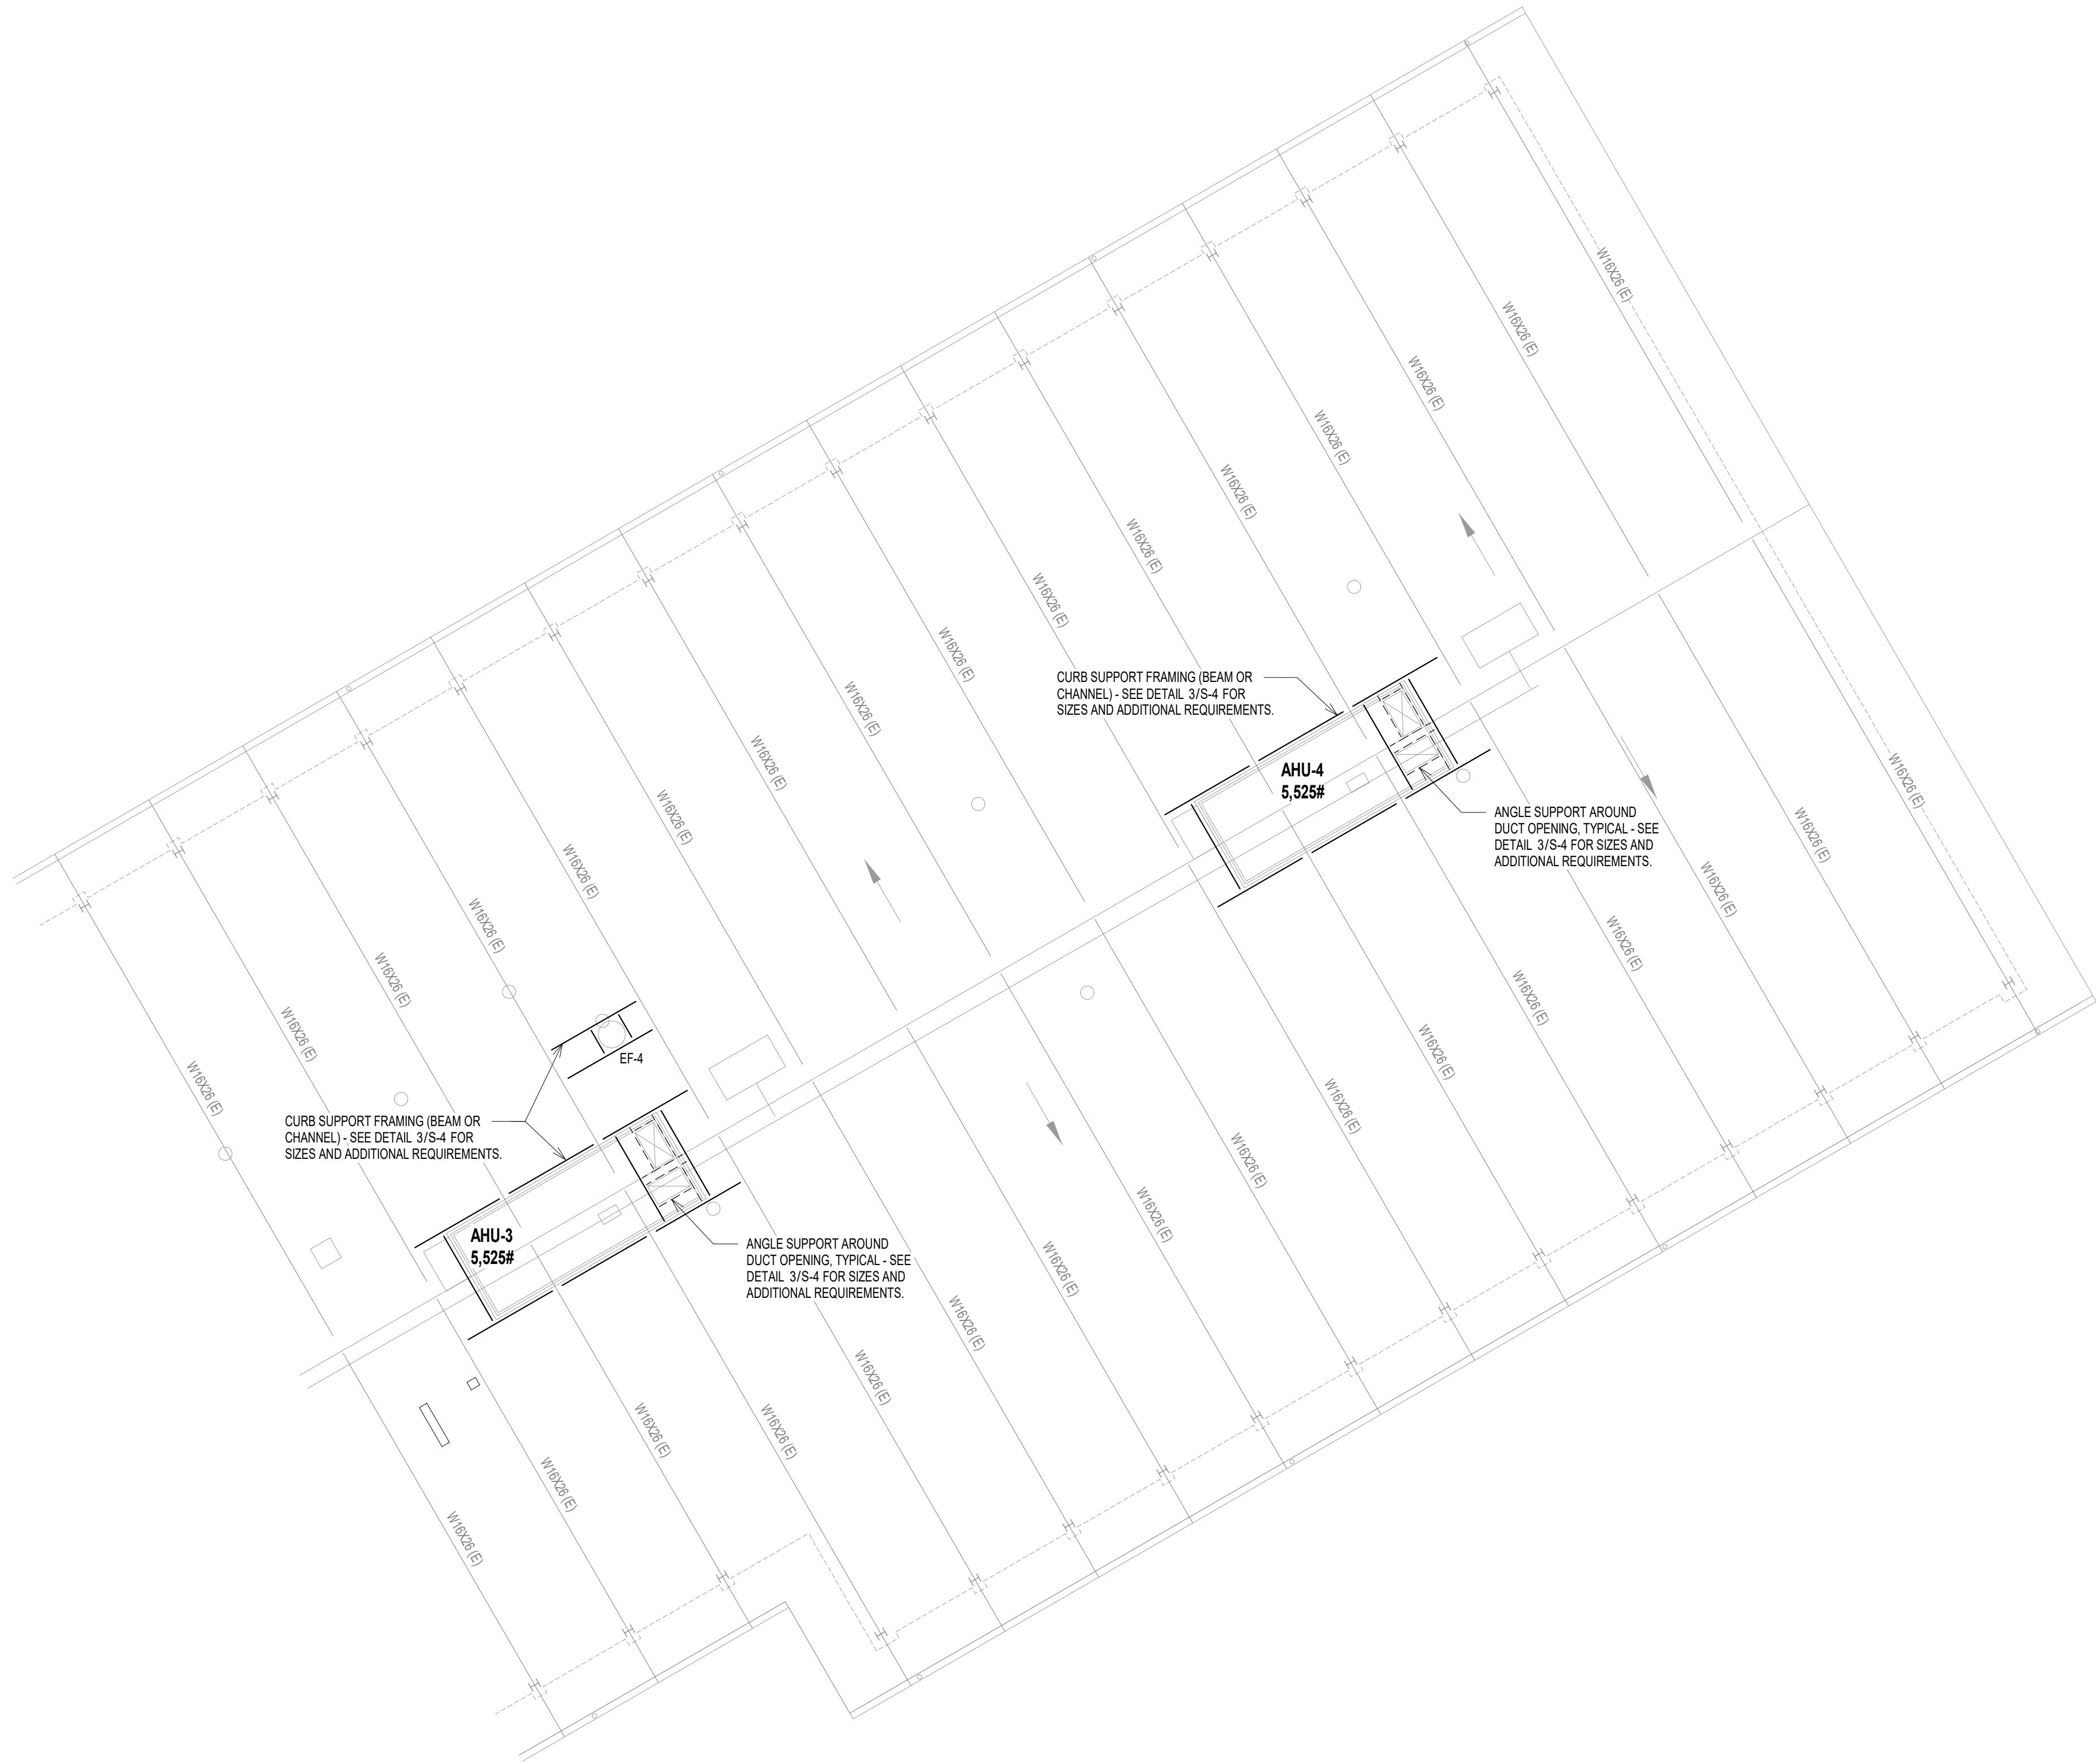 W16X26 (E)
W16X26 (E)
W16X26 (E)
W16X26 (E)
W16X26 (E)
W16X26 (E)
W16X26 (E)
W16X26 (E)
CURB SUPPORT FRAMING (BEAM OR
CHANNEL) - SEE DETAIL 3/S-4 FOR
SIZES AND ADDITIONAL REQUIREMENTS.
W16X26 (E)
W16X26 (E)
AHU-4
5,525#
W16X26 (E)
ANGLE SUPPORT AROUND
DUCT OPENING, TYPICAL - SEE
DETAIL 3/S-4 FOR SIZES AND
ADDITIONAL REQUIREMENTS.
W16X26 (E)
W16X26 (E)
W16X26 (E)
W16X26 (E)
W16X26 (E)
W16X26 (E)
W16X26 (E)
W16X26 (E)
W16X26 (E)
W16X26 (E)
EF-4
W16X26 (E)
W16X26 (E)
CURB SUPPORT FRAMING (BEAM OR
CHANNEL) - SEE DETAIL 3/S-4 FOR
SIZES AND ADDITIONAL REQUIREMENTS.
W16X26 (E)
W16X26 (E)
AHU-3
5,525#
ANGLE SUPPORT AROUND
DUCT OPENING, TYPICAL - SEE
DETAIL 3/S-4 FOR SIZES AND
ADDITIONAL REQUIREMENTS.
W16X26 (E)
W16X26 (E)
W16X26 (E)
W16X26 (E)
W16X26 (E)
W16X26 (E)
W16X26 (E)